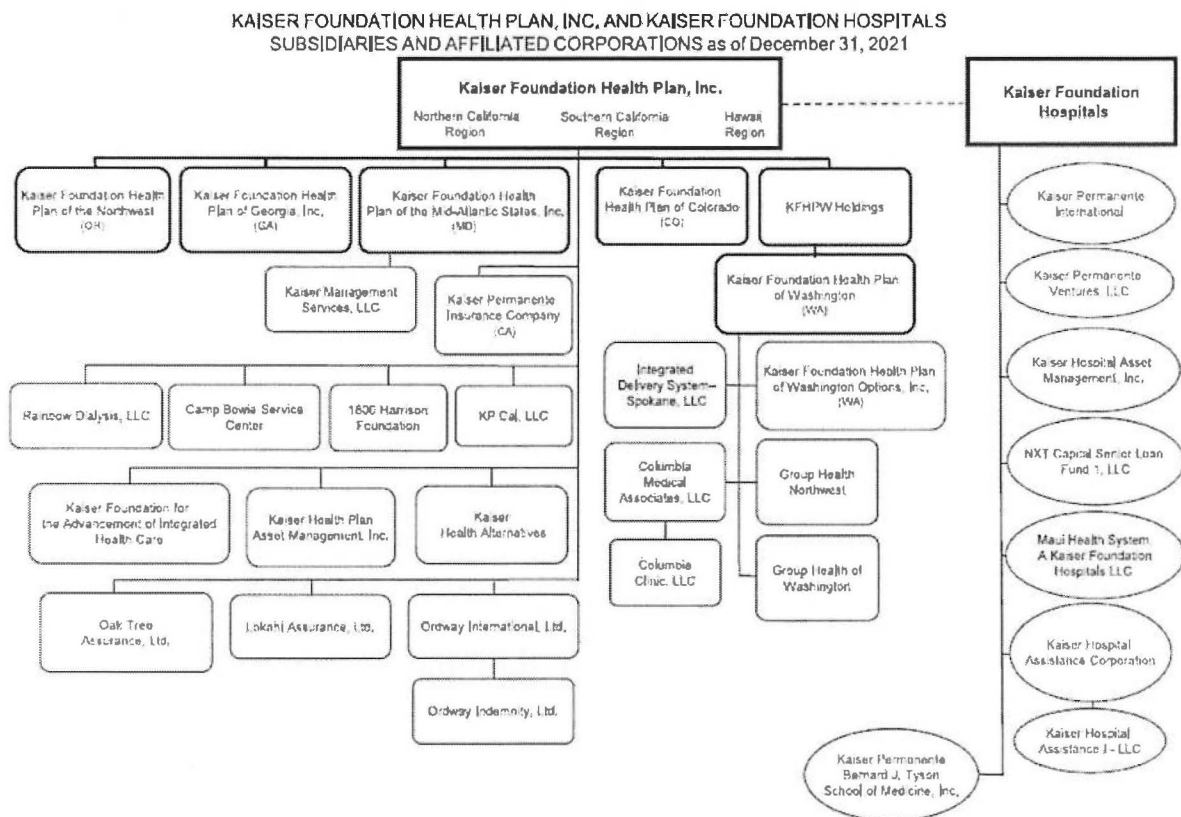 KAISER FOUNDATION HEALTH PLAN, INC. AND KAISER FOUNDATION HOSPITALS
SUBSIDIARIES AND AFFILIATED CORPORATIONS as of December 31, 2021
Kaiser Foundation Health Plan, Inc.
Northern California
Region
Southern California
Region
Hawaii
Region
Kaiser Foundation
Hospitals
Kaiser Foundation Health
Plan of the Northwest
(OR)
Kaiser Foundation Health
Plan of Georgia, Inc.
(GA)
Kaiser Foundation Health
Plan of the Mid-Atlantic States, Inc.
(MD)
Kaiser Foundation
Health Plan of Colorado
(CO)
KFHPW Holdings
Kaiser Management
Services, LLC
Kaiser Permanente
Insurance Company
(CA)
Kaiser Foundation Health Plan
of Washington
(WA)
Rainbow Dialysis, LLC
Camp Bowie Service
Center
1800 Harrison
Foundation
KP Cal, LLC
Integrated
Delivery System–
Spokane, LLC
Kaiser Foundation Health Plan
of Washington Options, Inc.
(WA)
Columbia
Medical
Associates, LLC
Group Health
Northwest
Columbia
Clinic, LLC
Group Health of
Washington
Kaiser Foundation for
the Advancement of Integrated
Health Care
Kaiser Health Plan
Asset Management, Inc.
Kaiser
Health Alternatives
Oak Tree
Assurance, Ltd.
Lokahi Assurance, Ltd.
Ordway International, Ltd.
Ordway Indemnity, Ltd.
Kaiser Permanente
International
Kaiser Permanente
Ventures, LLC
Kaiser Hospital Asset
Management, Inc.
NXT Capital Senior Loan
Fund 1, LLC
Maui Health System,
A Kaiser Foundation
Hospitals LLC
Kaiser Hospital
Assistance Corporation
Kaiser Hospital
Assistance I - LLC
Kaiser Permanente
Bernard J. Tyson
School of Medicine, Inc.